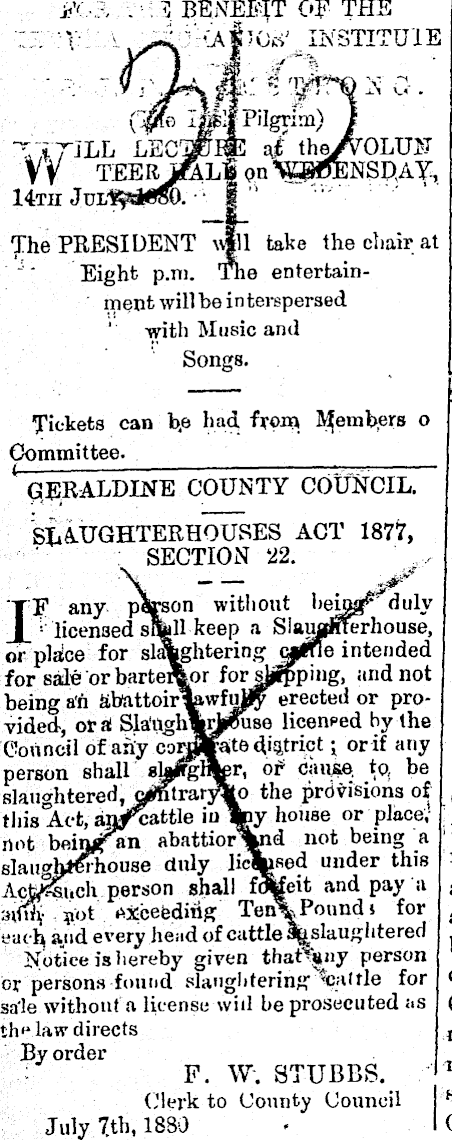 FOR THE BENEFIT OF THE
INSTITUTE
313
Pilgrim)
WILL LECTURE at the VOLUN
TEER HALL on WEDENSDAY,
14TH JULY, 1880.
The PRESIDENT will take the chair at
Eight p.m. The entertain-
ment will be interspersed
with Music and
Songs.
Tickets can be had from Members o
Committee.
GERALDINE COUNTY COUNCIL.
SLAUGHTERHOUSES ACT 1877,
SECTION 22.
IF any person without being duly
licensed shall keep a Slaughterhouse,
or place for slaughtering cattle intended
for sale or barter, or for shipping, and not
being an abattoir lawfully erected or pro-
vided, or a Slaughterhouse licensed by the
Council of any corporate district; or if any
person shall slaughter, or cause to be
slaughtered, contrary to the provisions of
this Act, any cattle in any house or place,
not being an abattior and not being a
slaughterhouse duly licensed under this
Act, such person shall forfeit and pay a
sum not exceeding Ten Pounds for
each and every head of cattle so slaughtered
Notice is hereby given that any person
or persons found slaughtering cattle for
sale without a license will be prosecuted as
the law directs
By order
F. W. STUBBS.
Clerk to County Council
July 7th, 1880